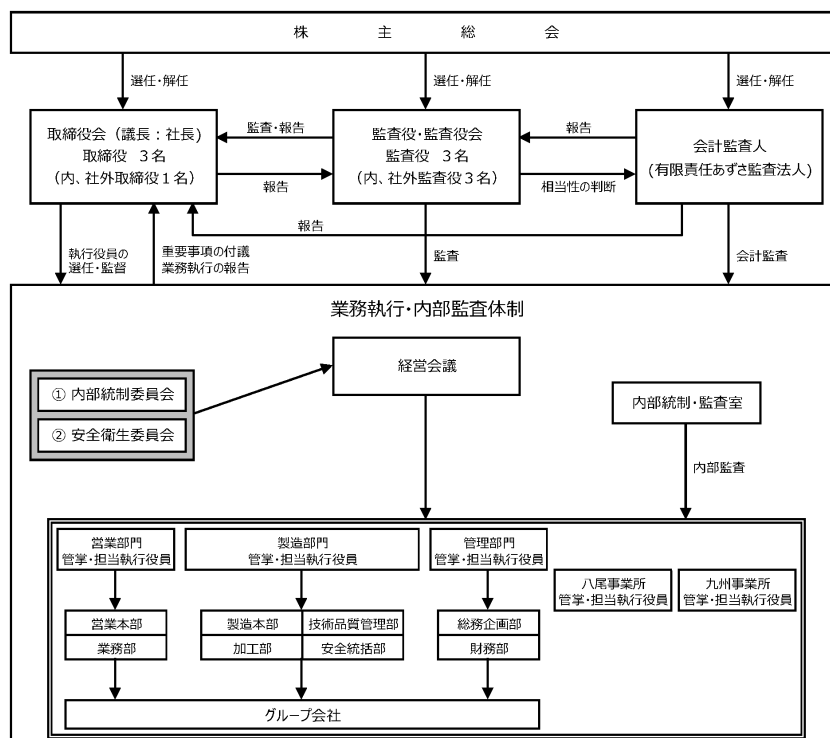 株主総会
選任・解任
選任・解任
選任・解任
取締役会（議長：社長）
取締役 3名
（内、社外取締役1名）
監査・報告
報告
監査役・監査役会
監査役 3名
（内、社外監査役3名）
報告
相当性の判断
会計監査人
(有限責任あずさ監査法人)
報告
執行役員の
選任・監督
重要事項の付議
業務執行の報告
監査
会計監査
業務執行・内部監査体制
経営会議
① 内部統制委員会
② 安全衛生委員会
内部統制・監査室
内部監査
営業部門
管掌・担当執行役員
製造部門
管掌・担当執行役員
管理部門
管掌・担当執行役員
八尾事業所
管掌・担当執行役員
九州事業所
管掌・担当執行役員
営業本部
業務部
製造本部
技術品質管理部
加工部
安全統括部
総務企画部
財務部
グループ会社